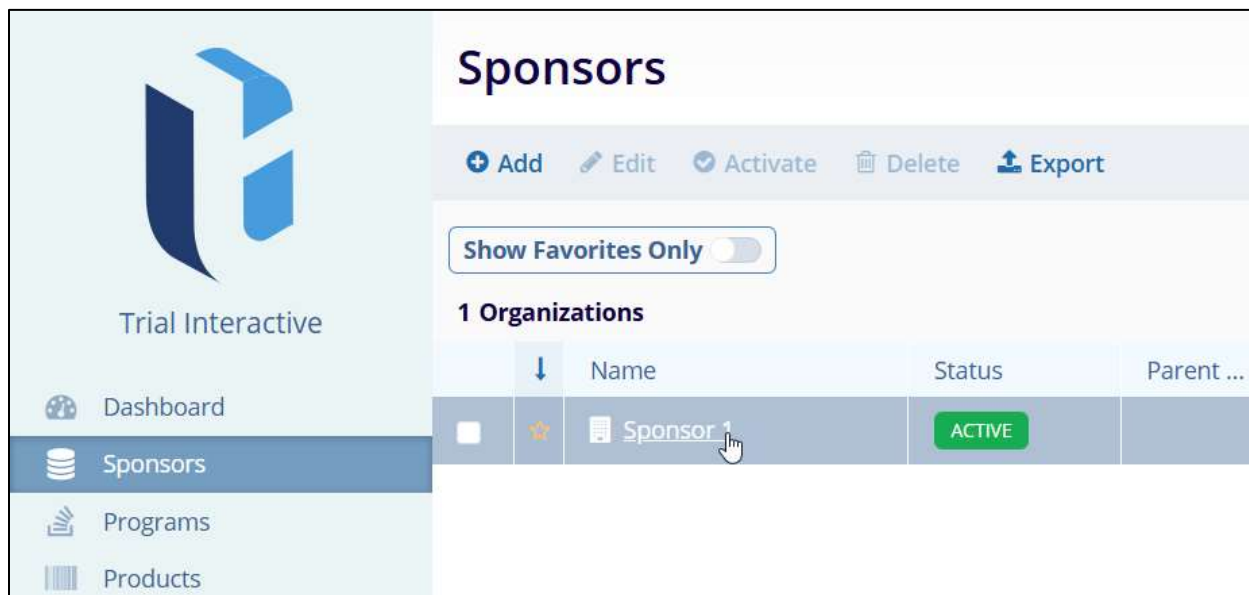 Trial Interactive
Dashboard
Sponsors
Programs
Products
Sponsors
Add Edit Activate Delete Export
Show Favorites Only
1 Organizations
Name Status Parent ...
Sponsor 1 ACTIVE